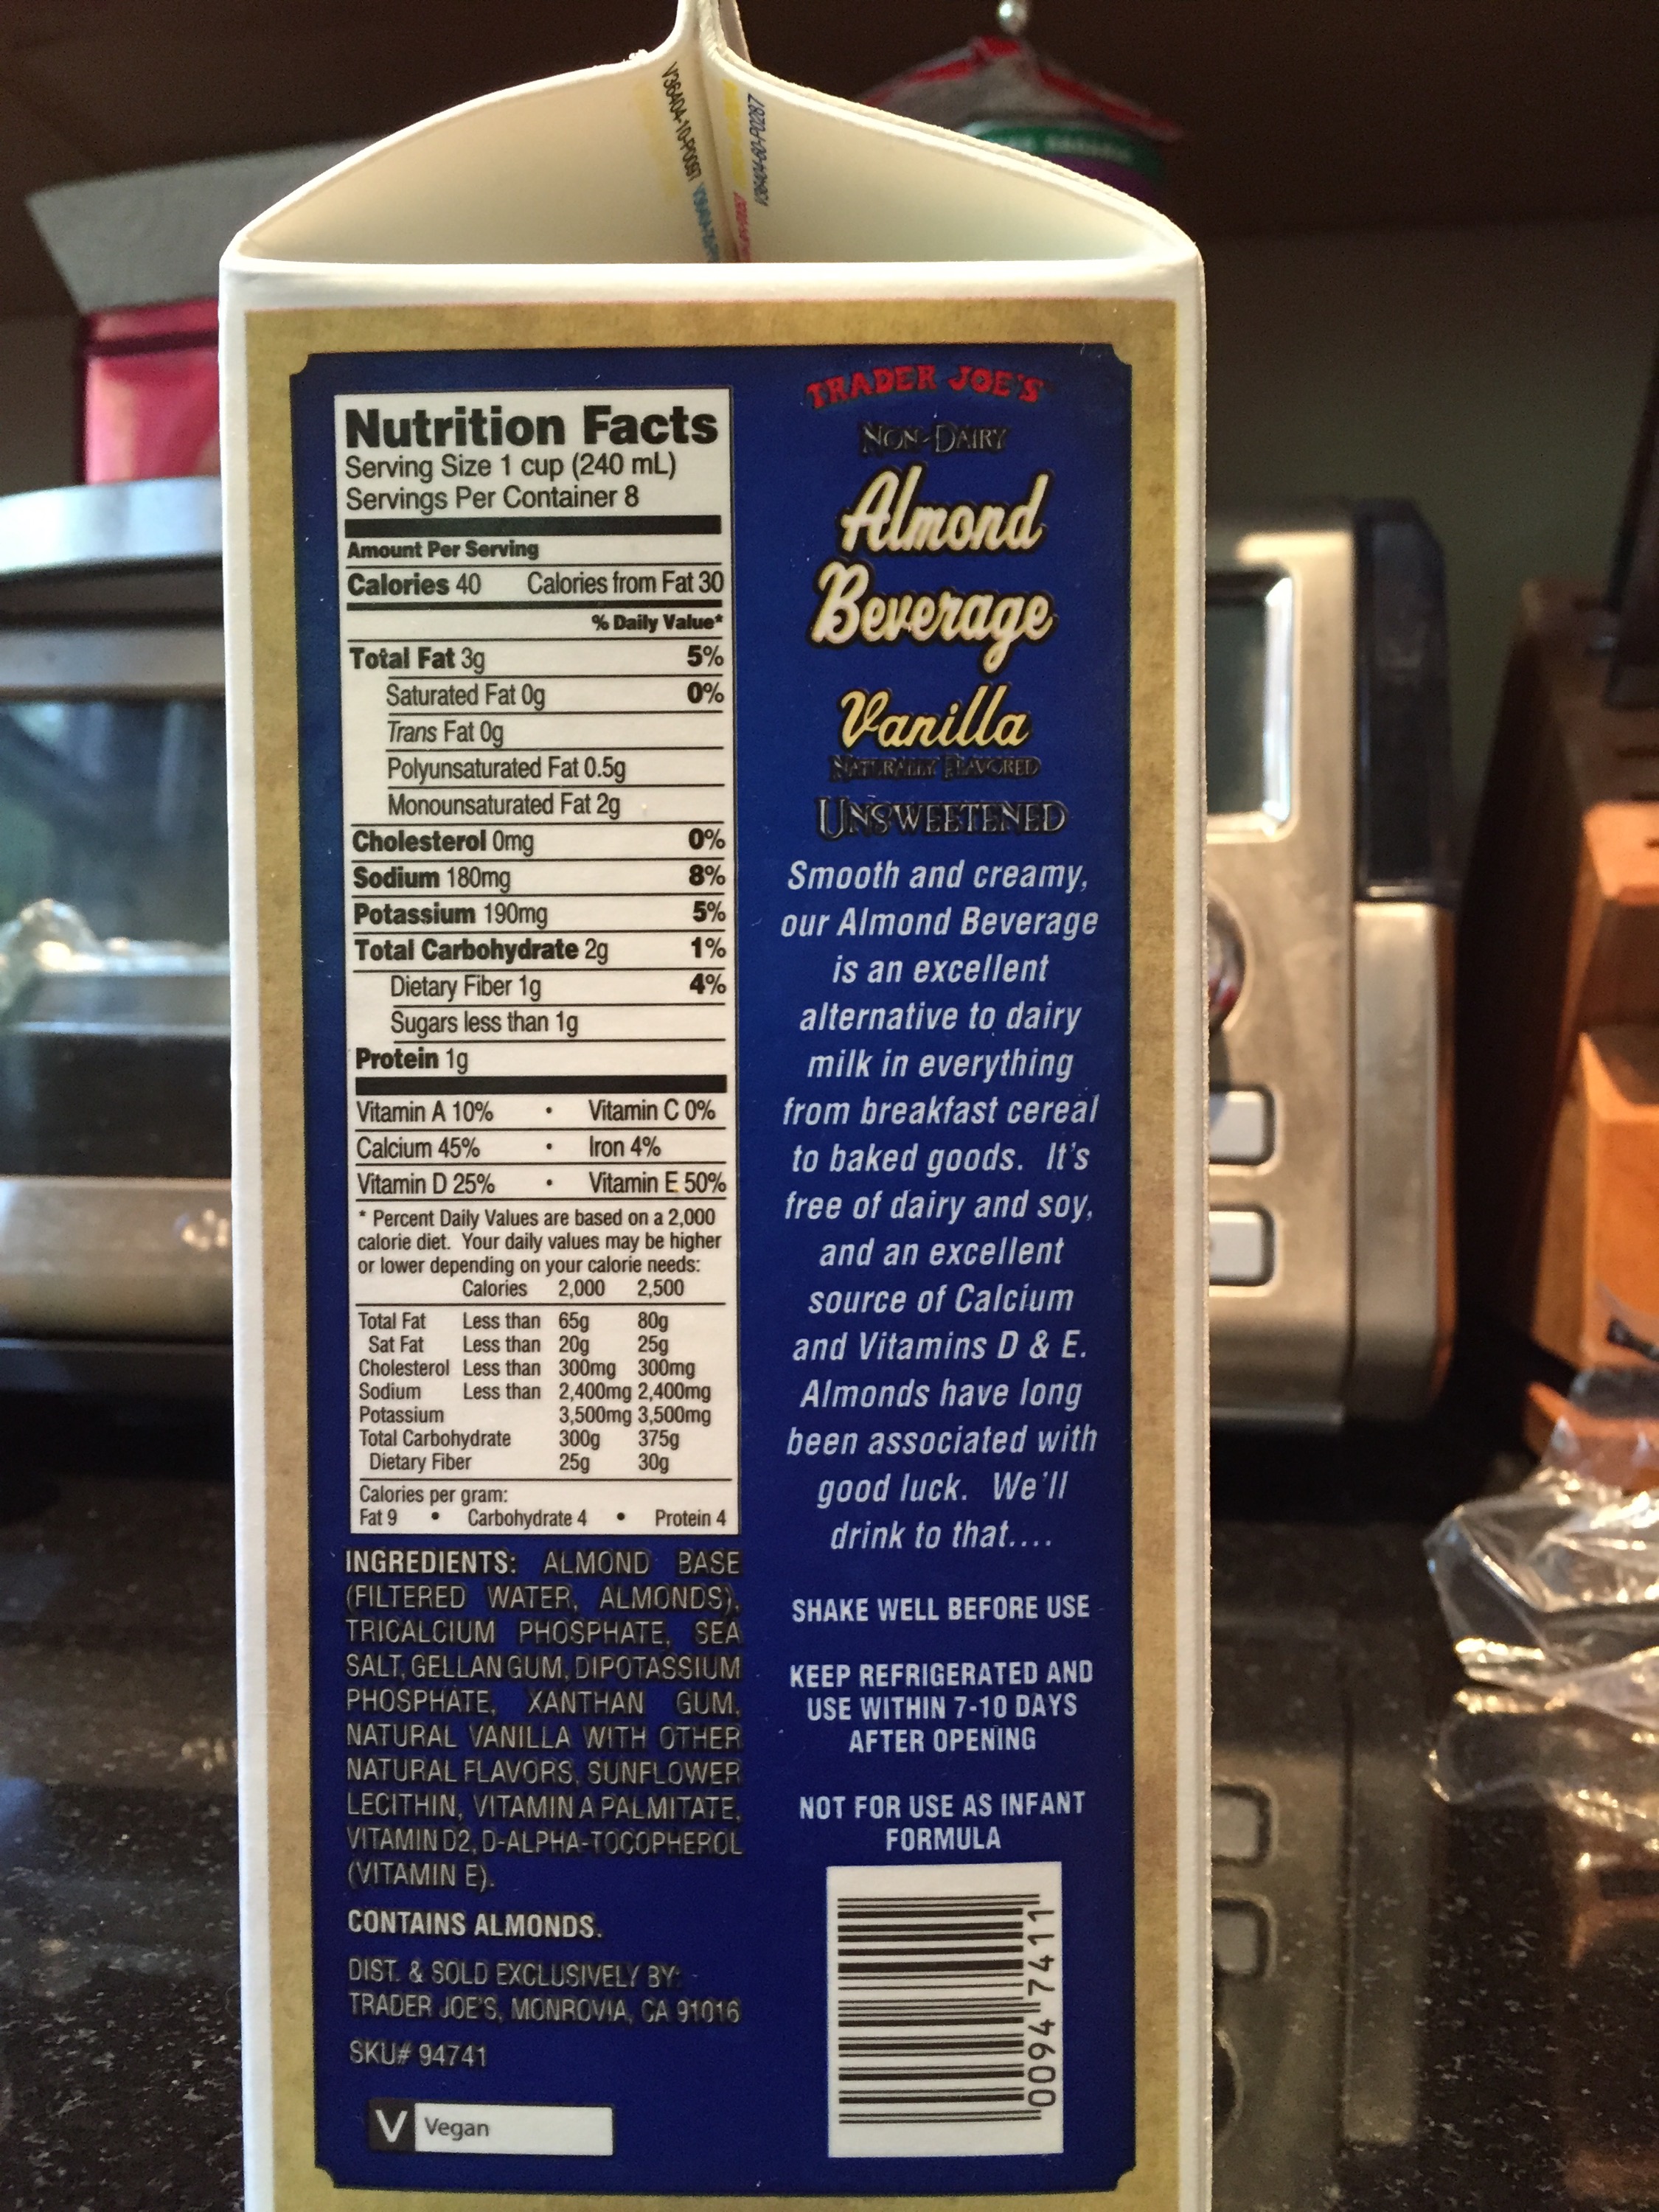 V36404-10-P0097
V36404-60-P0287
Nutrition Facts
Serving Size 1 cup (240 mL)
Servings Per Container 8
Amount Per Serving
Calories 40 Calories from Fat 30
% Daily Value*
Total Fat 3g 5%
Saturated Fat 0g 0%
Trans Fat 0g
Polyunsaturated Fat 0.5g
Monounsaturated Fat 2g
Cholesterol 0mg 0%
Sodium 180mg 8%
Potassium 190mg 5%
Total Carbohydrate 2g 1%
Dietary Fiber 1g 4%
Sugars less than 1g
Protein 1g
Vitamin A 10% • Vitamin C 0%
Calcium 45% • Iron 4%
Vitamin D 25% • Vitamin E 50%
* Percent Daily Values are based on a 2,000
calorie diet. Your daily values may be higher
or lower depending on your calorie needs:
Calories 2,000 2,500
Total Fat Less than 65g 80g
Sat Fat Less than 20g 25g
Cholesterol Less than 300mg 300mg
Sodium Less than 2,400mg 2,400mg
Potassium 3,500mg 3,500mg
Total Carbohydrate 300g 375g
Dietary Fiber 25g 30g
Calories per gram:
Fat 9 • Carbohydrate 4 • Protein 4
INGREDIENTS: ALMOND BASE
(FILTERED WATER, ALMONDS),
TRICALCIUM PHOSPHATE, SEA
SALT, GELLAN GUM, DIPOTASSIUM
PHOSPHATE, XANTHAN GUM,
NATURAL VANILLA WITH OTHER
NATURAL FLAVORS, SUNFLOWER
LECITHIN, VITAMIN A PALMITATE,
VITAMIN D2, D-ALPHA-TOCOPHEROL
(VITAMIN E).
CONTAINS ALMONDS.
DIST. & SOLD EXCLUSIVELY BY:
TRADER JOE'S, MONROVIA, CA 91016
SKU# 94741
V Vegan
TRADER JOE'S
NON-DAIRY
Almond
Beverage
Vanilla
NATURALLY FLAVORED
UNSWEETENED
Smooth and creamy,
our Almond Beverage
is an excellent
alternative to dairy
milk in everything
from breakfast cereal
to baked goods. It's
free of dairy and soy,
and an excellent
source of Calcium
and Vitamins D & E.
Almonds have long
been associated with
good luck. We'll
drink to that....
SHAKE WELL BEFORE USE
KEEP REFRIGERATED AND
USE WITHIN 7-10 DAYS
AFTER OPENING
NOT FOR USE AS INFANT
FORMULA
0094 7411